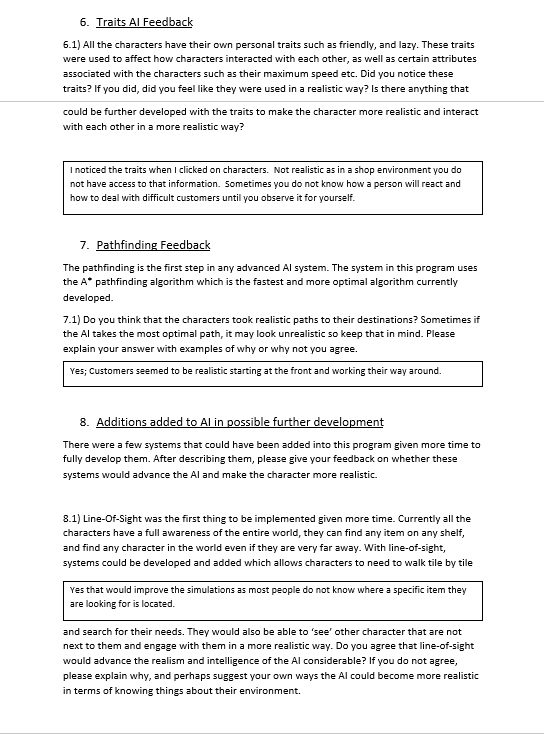 6. Traits AI Feedback
6.1) All the characters have their own personal traits such as friendly, and lazy. These traits
were used to affect how characters interacted with each other, as well as certain attributes
associated with the characters such as their maximum speed etc. Did you notice these
traits? If you did, did you feel like they were used in a realistic way? Is there anything that
could be further developed with the traits to make the character more realistic and interact
with each other in a more realistic way?
I noticed the traits when I clicked on characters.  Not realistic as in a shop environment you do
not have access to that information.  Sometimes you do not know how a person will react and
how to deal with difficult customers until you observe it for yourself.
7. Pathfinding Feedback
The pathfinding is the first step in any advanced AI system. The system in this program uses
the A* pathfinding algorithm which is the fastest and more optimal algorithm currently
developed.
7.1) Do you think that the characters took realistic paths to their destinations? Sometimes if
the AI takes the most optimal path, it may look unrealistic so keep that in mind. Please
explain your answer with examples of why or why not you agree.
Yes; Customers seemed to be realistic starting at the front and working their way around.
8. Additions added to AI in possible further development
There were a few systems that could have been added into this program given more time to
fully develop them. After describing them, please give your feedback on whether these
systems would advance the AI and make the character more realistic.
8.1) Line-Of-Sight was the first thing to be implemented given more time. Currently all the
characters have a full awareness of the entire world, they can find any item on any shelf,
and find any character in the world even if they are very far away. With line-of-sight,
systems could be developed and added which allows characters to need to walk tile by tile
Yes that would improve the simulations as most people do not know where a specific item they
are looking for is located.
and search for their needs. They would also be able to 'see' other character that are not
next to them and engage with them in a more realistic way. Do you agree that line-of-sight
would advance the realism and intelligence of the AI considerable? If you do not agree,
please explain why, and perhaps suggest your own ways the AI could become more realistic
in terms of knowing things about their environment.